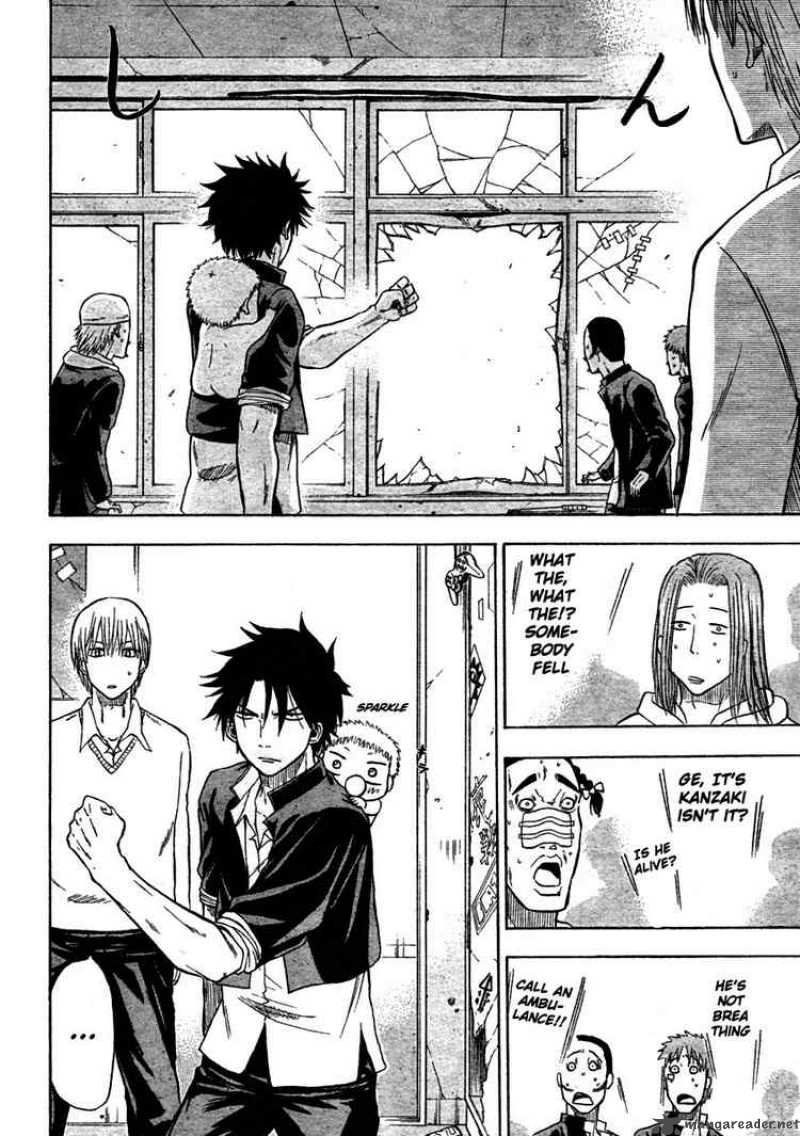 しーん
WHAT
THE,
WHAT
THE!?
SOME-
BODY
FELL
SPARKLE
GE, IT'S
KANZAKI
ISN'T IT?
IS HE
ALIVE?
...
CALL AN
AMBU-
LANCE!!
HE'S
NOT
BREA
THING
mangareader.net